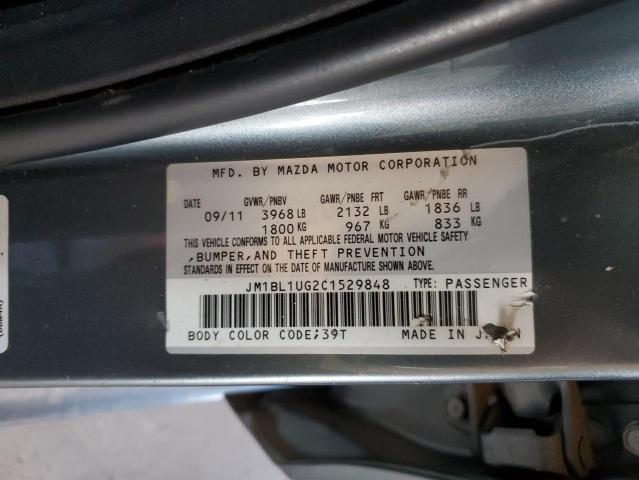 MFD. BY MAZDA MOTOR CORPORATION
DATE GVWR/PNBV GAWR/PNBE FRT GAWR/PNBE RR
09/11 3968 LB 2132 LB 1836 LB
1800 KG 967 KG 833 KG
THIS VEHICLE CONFORMS TO ALL APPLICABLE FEDERAL MOTOR VEHICLE SAFETY
,BUMPER,AND THEFT PREVENTION
STANDARDS IN EFFECT ON THE DATE OF MANUFACTURE SHOWN ABOVE.
JM1BL1UG2C1529848 TYPE: PASSENGER
BODY COLOR CODE;39T MADE IN JAPAN